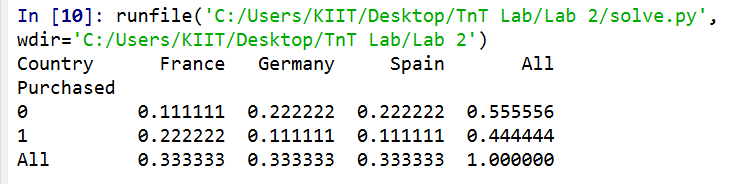 In [10]: runfile('C:/Users/KIIT/Desktop/TnT Lab/Lab 2/solve.py',
wdir='C:/Users/KIIT/Desktop/TnT Lab/Lab 2')
Country France Germany Spain All
Purchased
0 0.111111 0.222222 0.222222 0.555556
1 0.222222 0.111111 0.111111 0.444444
All 0.333333 0.333333 0.333333 1.000000